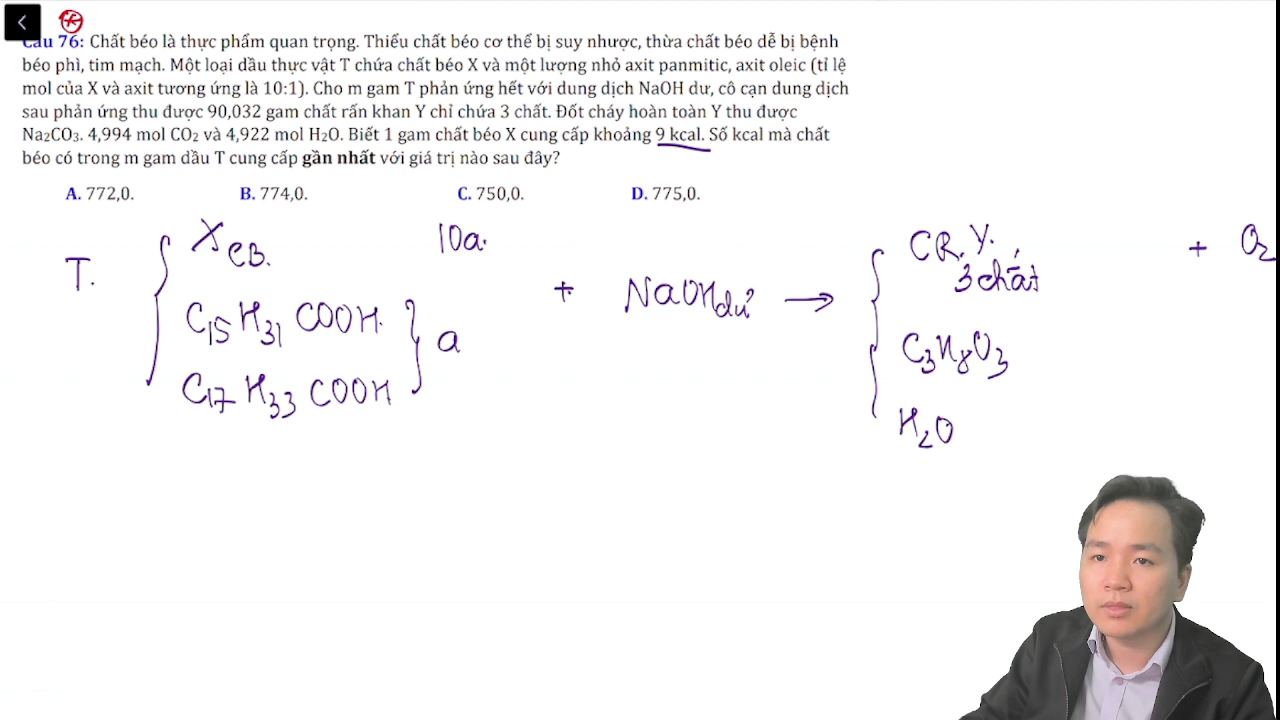 Câu 76: Chất béo là thực phẩm quan trọng. Thiếu chất béo cơ thể bị suy nhược, thừa chất béo dễ bị bệnh
béo phì, tim mạch. Một loại dầu thực vật T chứa chất béo X và một lượng nhỏ axit panmitic, axit oleic (tỉ lệ
mol của X và axit tương ứng là 10:1). Cho m gam T phản ứng hết với dung dịch NaOH dư, cô cạn dung dịch
sau phản ứng thu được 90,032 gam chất rắn khan Y chỉ chứa 3 chất. Đốt cháy hoàn toàn Y thu được
Na₂CO₃. 4,994 mol CO₂ và 4,922 mol H₂O. Biết 1 gam chất béo X cung cấp khoảng 9 kcal. Số kcal mà chất
béo có trong m gam dầu T cung cấp gần nhất với giá trị nào sau đây?
A. 772,0. B. 774,0. C. 750,0. D. 775,0.
T. X CB. 10a.
C₁₅H₃₁COOH. a
C₁₇H₃₃COOH
+ NaOH dư →
CR. Y. + O₂
3 chất
C₃H₈O₃
H₂O